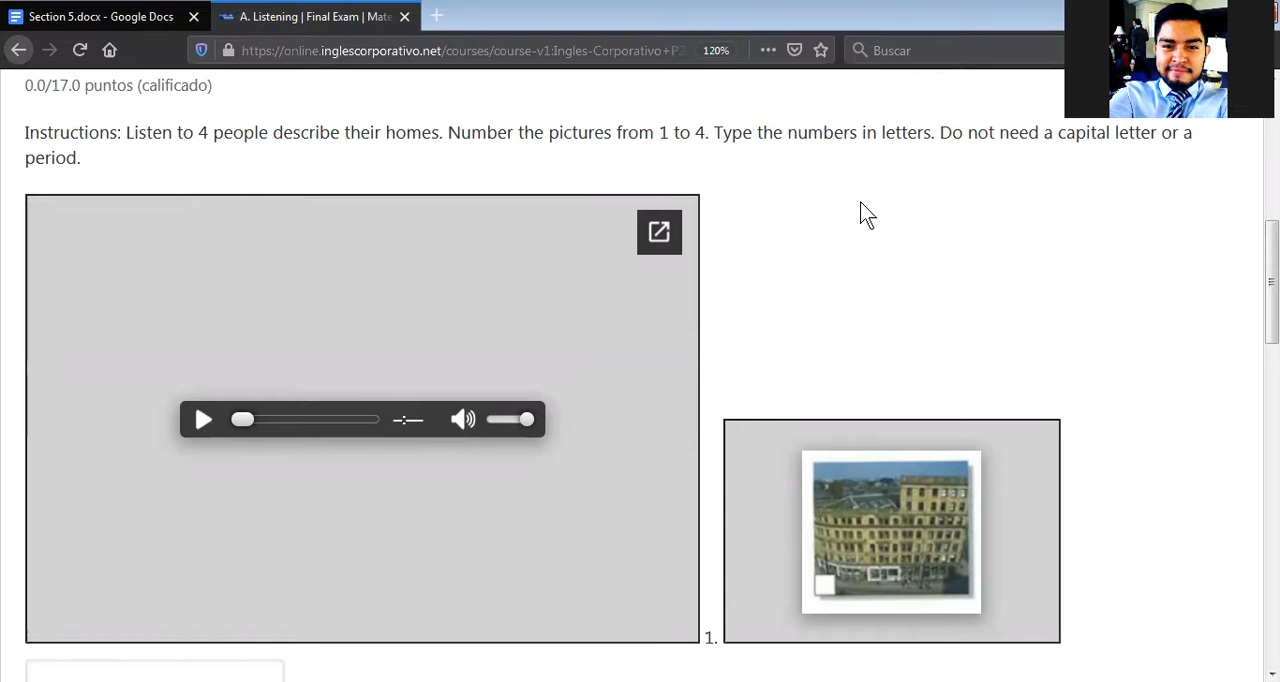 Section 5.docx - Google Docs
A. Listening | Final Exam | Mate
https://online.inglescorporativo.net/courses/course-v1:Ingles-Corporativo+P
120%
Buscar
0.0/17.0 puntos (calificado)
Instructions: Listen to 4 people describe their homes. Number the pictures from 1 to 4. Type the numbers in letters. Do not need a capital letter or a
period.
-:--
1.